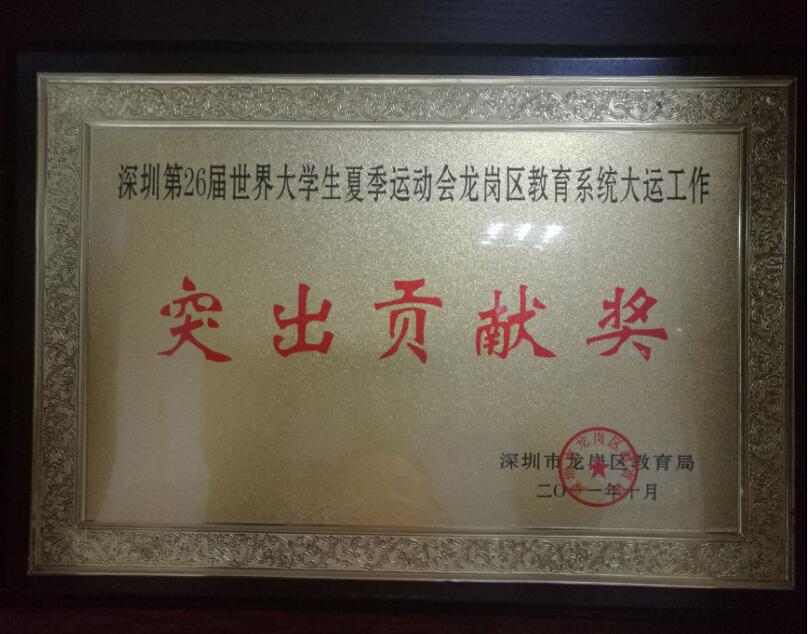 深圳第26届世界大学生夏季运动会龙岗区教育系统大运工作
突出贡献奖
深圳市龙岗区教育局
二〇一一年十月